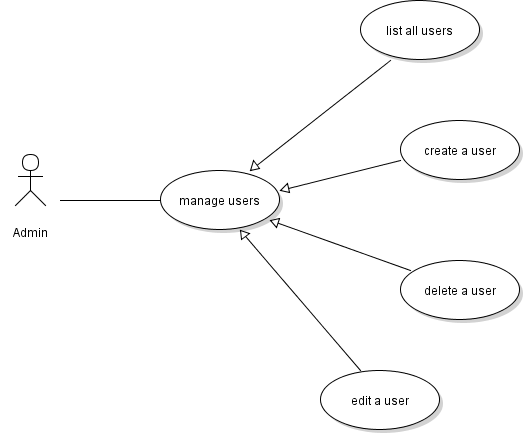 list all users
create a user
manage users
Admin
delete a user
edit a user